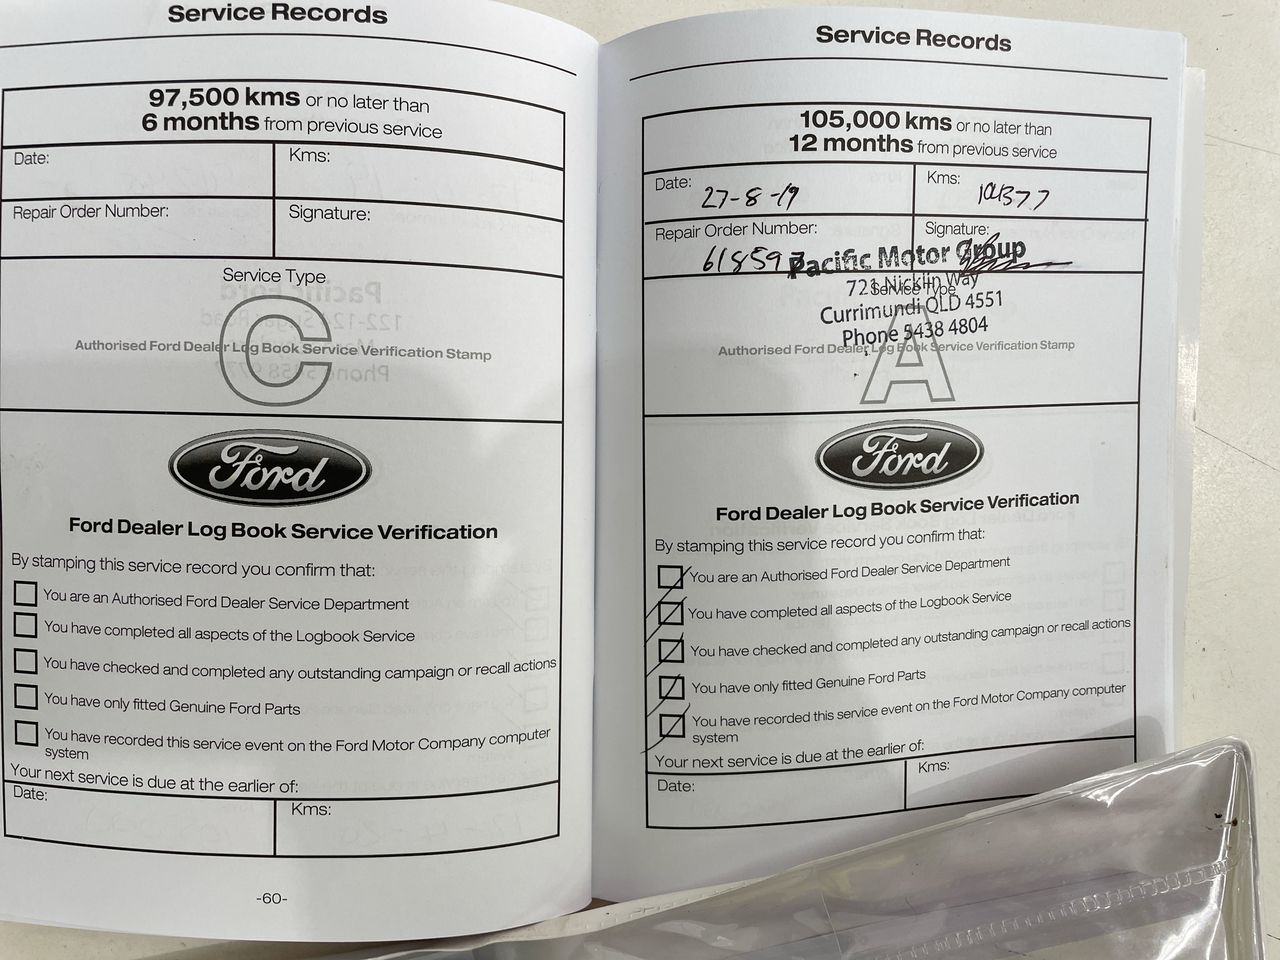 Service Records
97,500 kms or no later than
6 months from previous service
Date:
Kms:
Repair Order Number:
Signature:
Service Type
C
Authorised Ford Dealer Log Book Service Verification Stamp
Ford
Ford Dealer Log Book Service Verification
By stamping this service record you confirm that:
You are an Authorised Ford Dealer Service Department
You have completed all aspects of the Logbook Service
You have checked and completed any outstanding campaign or recall actions
You have only fitted Genuine Ford Parts
You have recorded this service event on the Ford Motor Company computer
system
Your next service is due at the earlier of:
Date:
Kms:
-60-
Service Records
105,000 kms or no later than
12 months from previous service
Date: 27-8-19
Kms:
Repair Order Number:
Signature:
Pacific Motor Group
721 Nicklin Way
Service Type
Currimundi QLD 4551
Phone 5438 4804
A
Authorised Ford Dealer Log Book Service Verification Stamp
Ford
Ford Dealer Log Book Service Verification
By stamping this service record you confirm that:
You are an Authorised Ford Dealer Service Department
You have completed all aspects of the Logbook Service
You have checked and completed any outstanding campaign or recall actions
You have only fitted Genuine Ford Parts
You have recorded this service event on the Ford Motor Company computer
system
Your next service is due at the earlier of:
Date:
Kms: